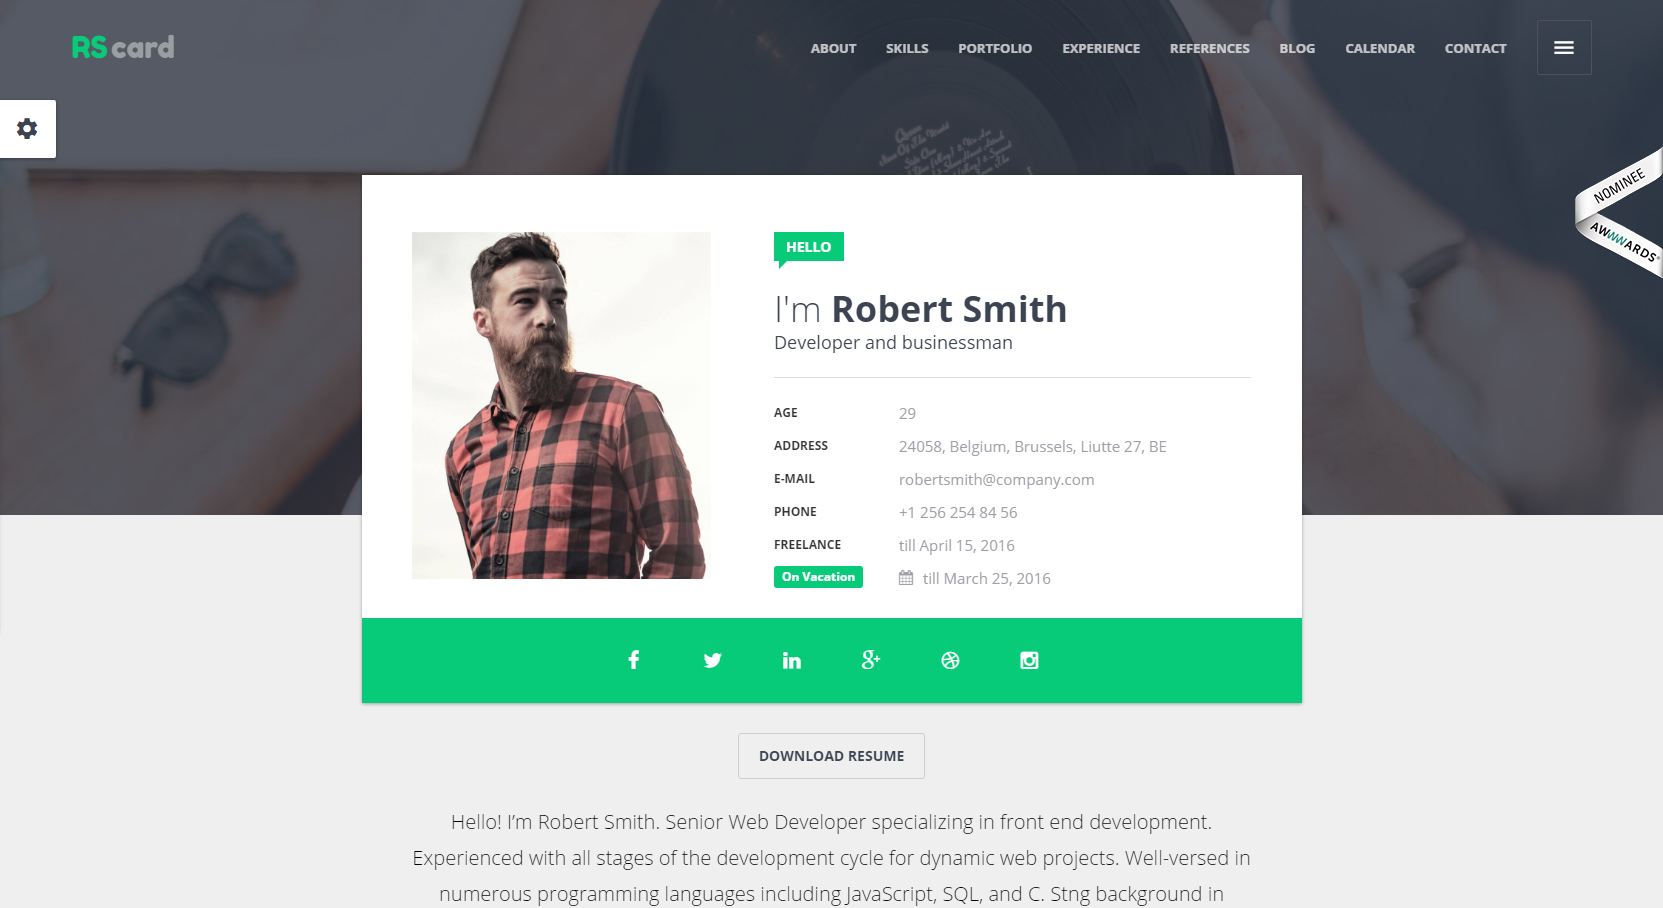 RS card
ABOUT SKILLS PORTFOLIO EXPERIENCE REFERENCES BLOG CALENDAR CONTACT
NOMINEE
AWWWARDS
HELLO
I'm Robert Smith
Developer and businessman
AGE 29
ADDRESS 24058, Belgium, Brussels, Liutte 27, BE
E-MAIL robertsmith@company.com
PHONE +1 256 254 84 56
FREELANCE till April 15, 2016
On Vacation till March 25, 2016
DOWNLOAD RESUME
Hello! I’m Robert Smith. Senior Web Developer specializing in front end development.
Experienced with all stages of the development cycle for dynamic web projects. Well-versed in
numerous programming languages including JavaScript, SQL, and C. Stng background in